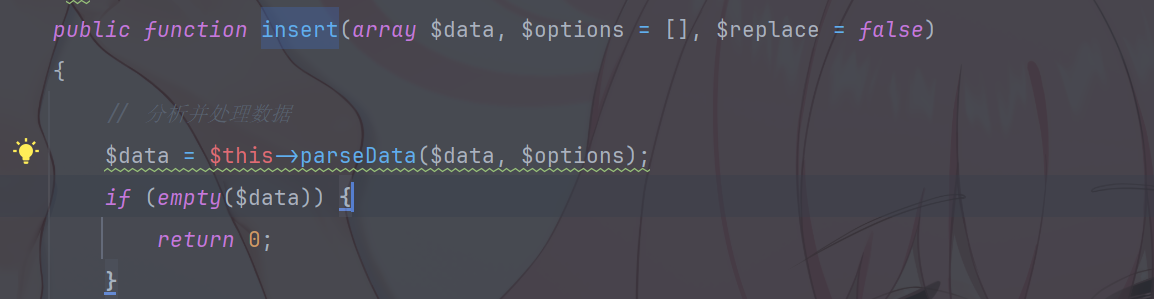 public function insert(array $data, $options = [], $replace = false)
{
// 分析并处理数据
$data = $this->parseData($data, $options);
if (empty($data)) {
return 0;
}